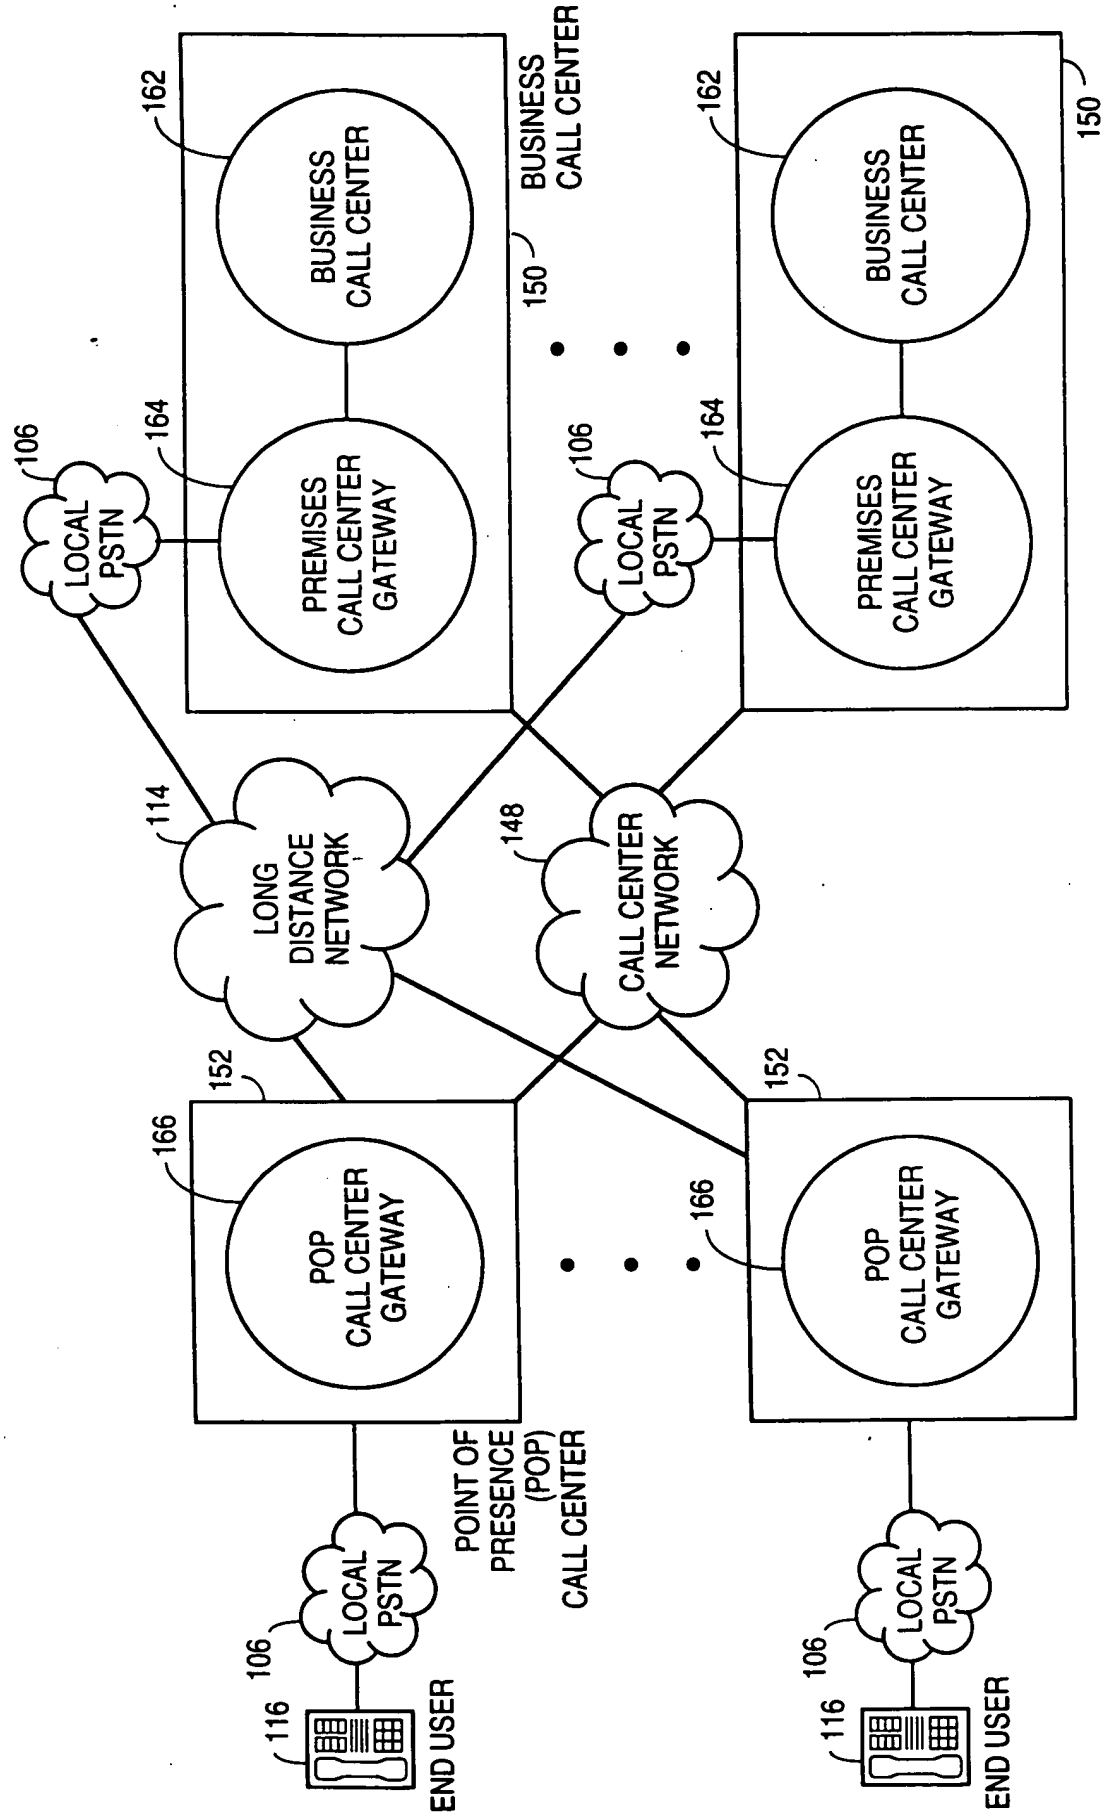 116
END USER
106
LOCAL
PSTN
POINT OF
PRESENCE
(POP)
CALL CENTER
166
POP
CALL CENTER
GATEWAY
152
114
LONG
DISTANCE
NETWORK
106
LOCAL
PSTN
164
PREMISES
CALL CENTER
GATEWAY
162
BUSINESS
CALL CENTER
150
BUSINESS
CALL CENTER
148
CALL CENTER
NETWORK
116
END USER
106
LOCAL
PSTN
166
POP
CALL CENTER
GATEWAY
152
106
LOCAL
PSTN
164
PREMISES
CALL CENTER
GATEWAY
162
BUSINESS
CALL CENTER
150